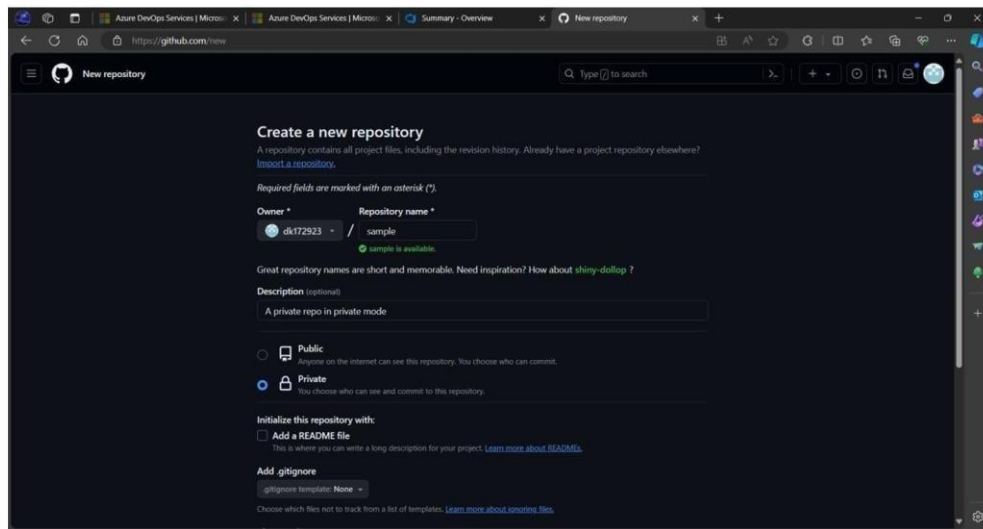 Azure DevOps Services | Micros
Azure DevOps Services | Micros
Summary - Overview
New repository
https://github.com/new
New repository
Type / to search
Create a new repository
A repository contains all project files, including the revision history. Already have a project repository elsewhere?
Import a repository.
Required fields are marked with an asterisk (*).
Owner * Repository name *
dk172923 / sample
sample is available.
Great repository names are short and memorable. Need inspiration? How about shiny-dollop ?
Description (optional)
A private repo in private mode
Public
Anyone on the internet can see this repository. You choose who can commit.
Private
You choose who can see and commit to this repository.
Initialize this repository with:
Add a README file
This is where you can write a long description for your project. Learn more about READMEs.
Add .gitignore
.gitignore template: None
Choose which files not to track from a list of templates. Learn more about ignoring files.